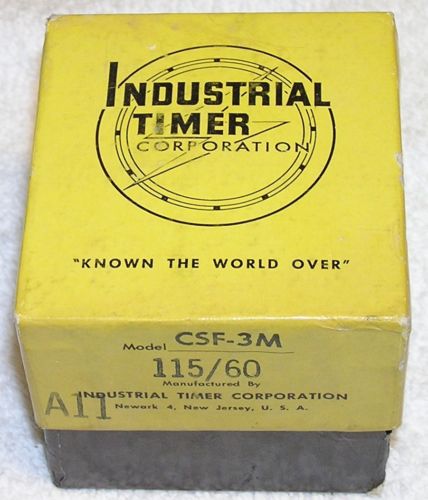 INDUSTRIAL
TIMER
CORPORATION
"KNOWN THE WORLD OVER"
Model CSF-3M
115/60
Manufactured By
INDUSTRIAL TIMER CORPORATION
A11
Newark 4, New Jersey, U. S. A.